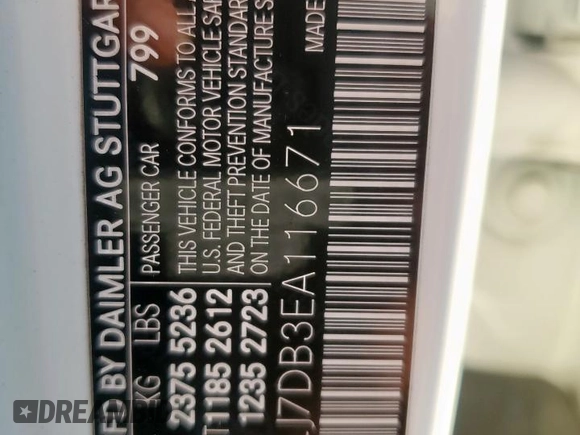 BY DAIMLER AG STUTTGAR
KG LBS PASSENGER CAR 799
2375 5236 THIS VEHICLE CONFORMS TO ALL
1185 2612 U.S. FEDERAL MOTOR VEHICLE SA
1235 2723 AND THEFT PREVENTION STANDAR
ON THE DATE OF MANUFACTURE
MADE
J7DB3EA116671
DREAM